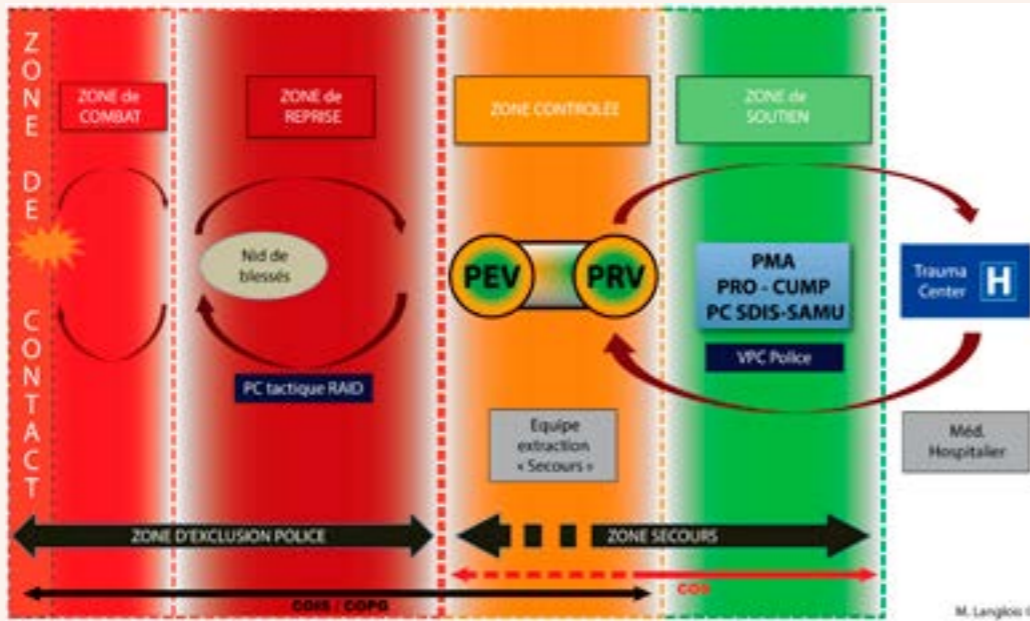 ZONE DE CONTACT
ZONE de
COMBAT
ZONE de
REPRISE
ZONE CONTROLÉE
ZONE de
SOUTIEN
Nid de
blessés
PEV
PRV
PMA
PRO - CUMP
PC SDIS-SAMU
Trauma
Center
H
PC tactique RAID
VPC Police
Equipe
extraction
« Secours »
Méd.
Hospitalier
ZONE D'EXCLUSION POLICE
ZONE SECOURS
COS
M. Langlois